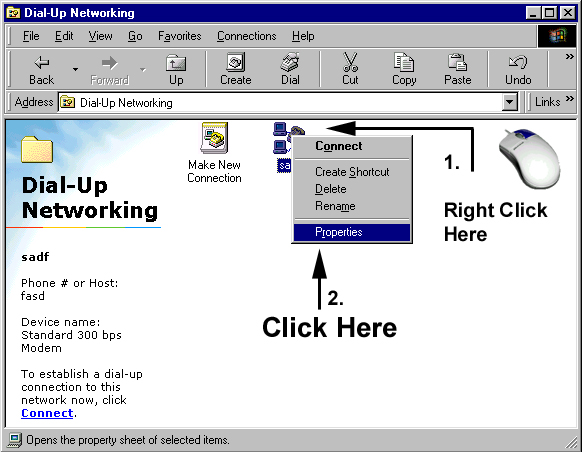 Dial-Up Networking
File Edit View Go Favorites Connections Help
Back Forward Up Create Dial Cut Copy Paste Undo »
Address Dial-Up Networking Links »
Make New
Connection
sa
Connect
Create Shortcut
Delete
Rename
Properties
1.
Right Click
Here
2.
Click Here
Dial-Up
Networking
sadf
Phone # or Host:
fasd
Device name:
Standard 300 bps
Modem
To establish a dial-up
connection to this
network now, click
Connect.
Opens the property sheet of selected items.